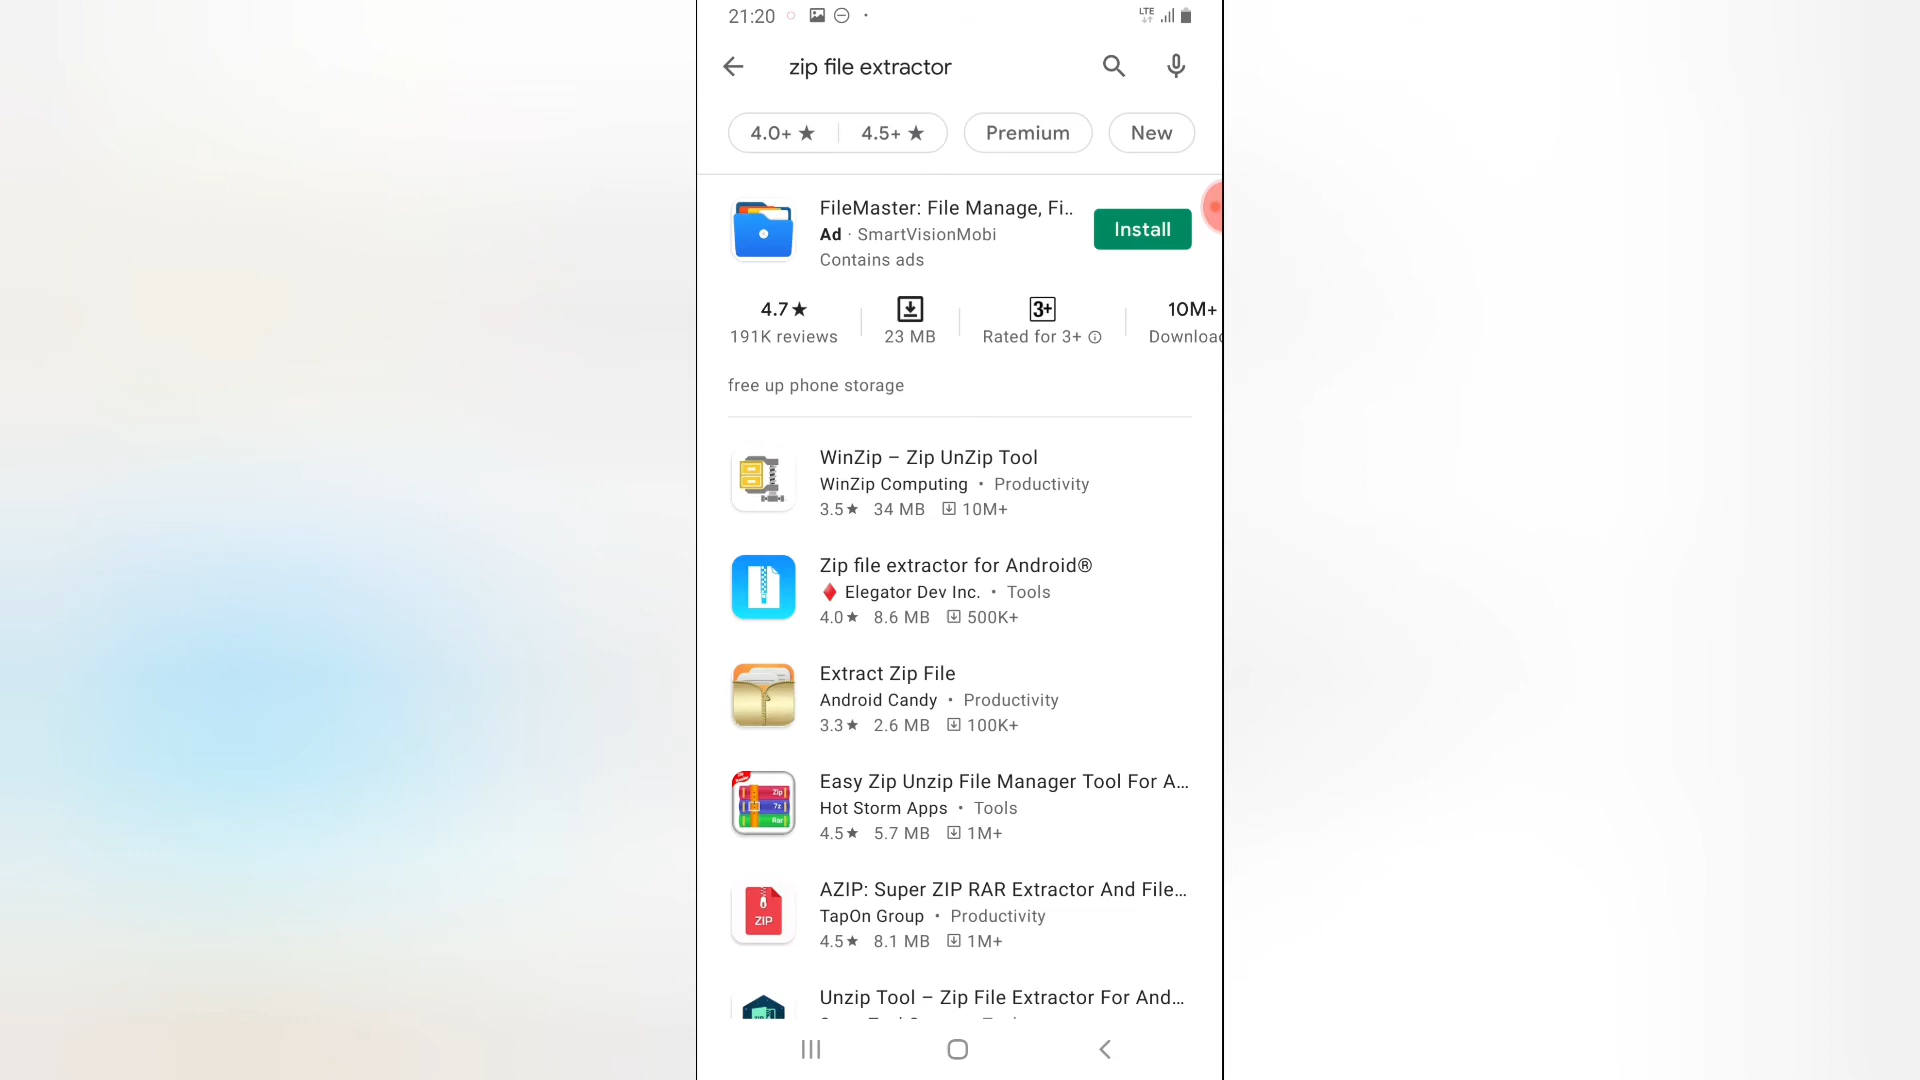 21:20
LTE
zip file extractor
4.0+ ★ 4.5+ ★ Premium New
FileMaster: File Manage, Fi..
Ad · SmartVisionMobi
Contains ads
Install
4.7★ 3+ 10M+
191K reviews 23 MB Rated for 3+ Downloac
free up phone storage
WinZip – Zip UnZip Tool
WinZip Computing • Productivity
3.5★ 34 MB 10M+
Zip file extractor for Android®
Elegator Dev Inc. • Tools
4.0★ 8.6 MB 500K+
Extract Zip File
Android Candy • Productivity
3.3★ 2.6 MB 100K+
Easy Zip Unzip File Manager Tool For A...
Hot Storm Apps • Tools
4.5★ 5.7 MB 1M+
Zip
7z
Rar
AZIP: Super ZIP RAR Extractor And File...
TapOn Group • Productivity
4.5★ 8.1 MB 1M+
ZIP
Unzip Tool – Zip File Extractor For And...